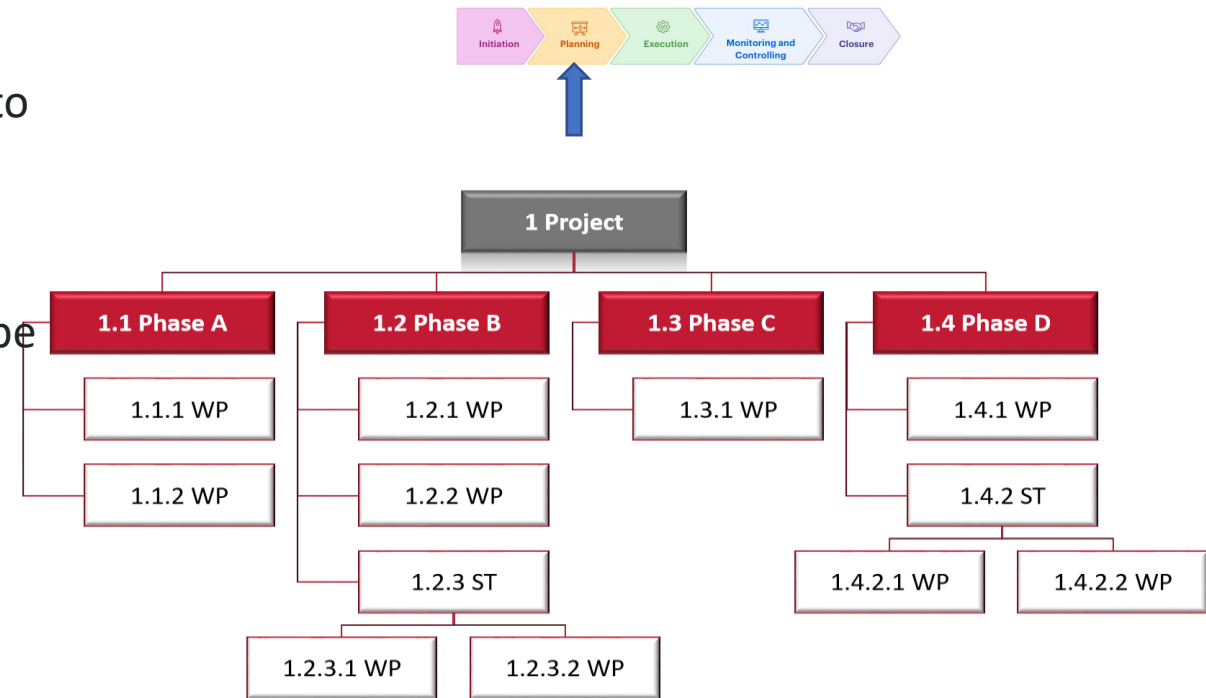 Initiation
Planning
Execution
Monitoring and
Controlling
Closure
to
1 Project
be
1.1 Phase A
1.2 Phase B
1.3 Phase C
1.4 Phase D
1.1.1 WP
1.2.1 WP
1.3.1 WP
1.4.1 WP
1.1.2 WP
1.2.2 WP
1.4.2 ST
1.2.3 ST
1.4.2.1 WP
1.4.2.2 WP
1.2.3.1 WP
1.2.3.2 WP